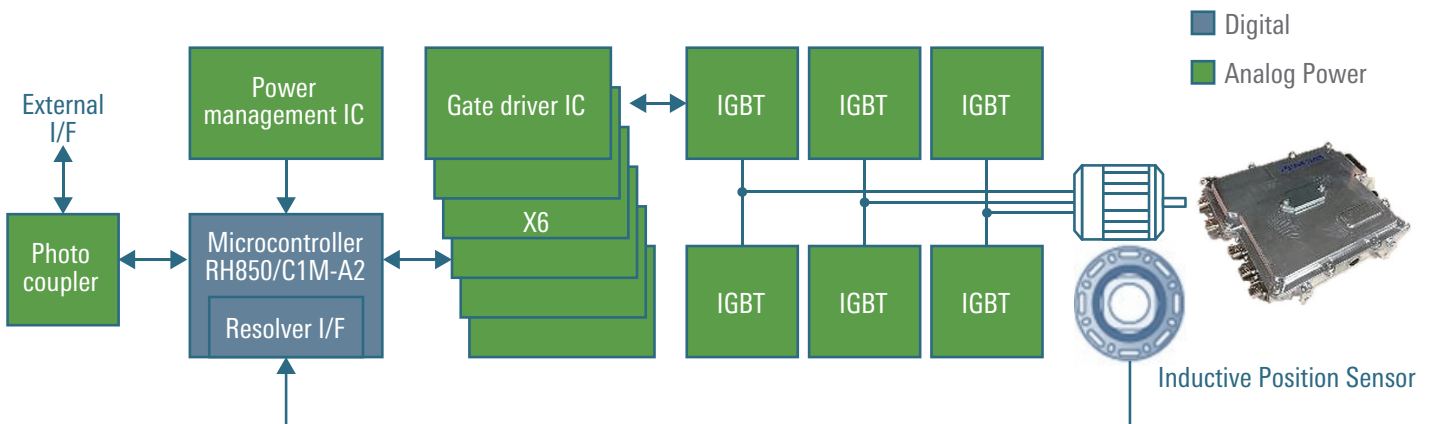 Digital
Analog Power
External
I/F
Power
management IC
Gate driver IC
IGBT
IGBT
IGBT
X6
Photo
coupler
Microcontroller
RH850/C1M-A2
Resolver I/F
IGBT
IGBT
IGBT
Inductive Position Sensor